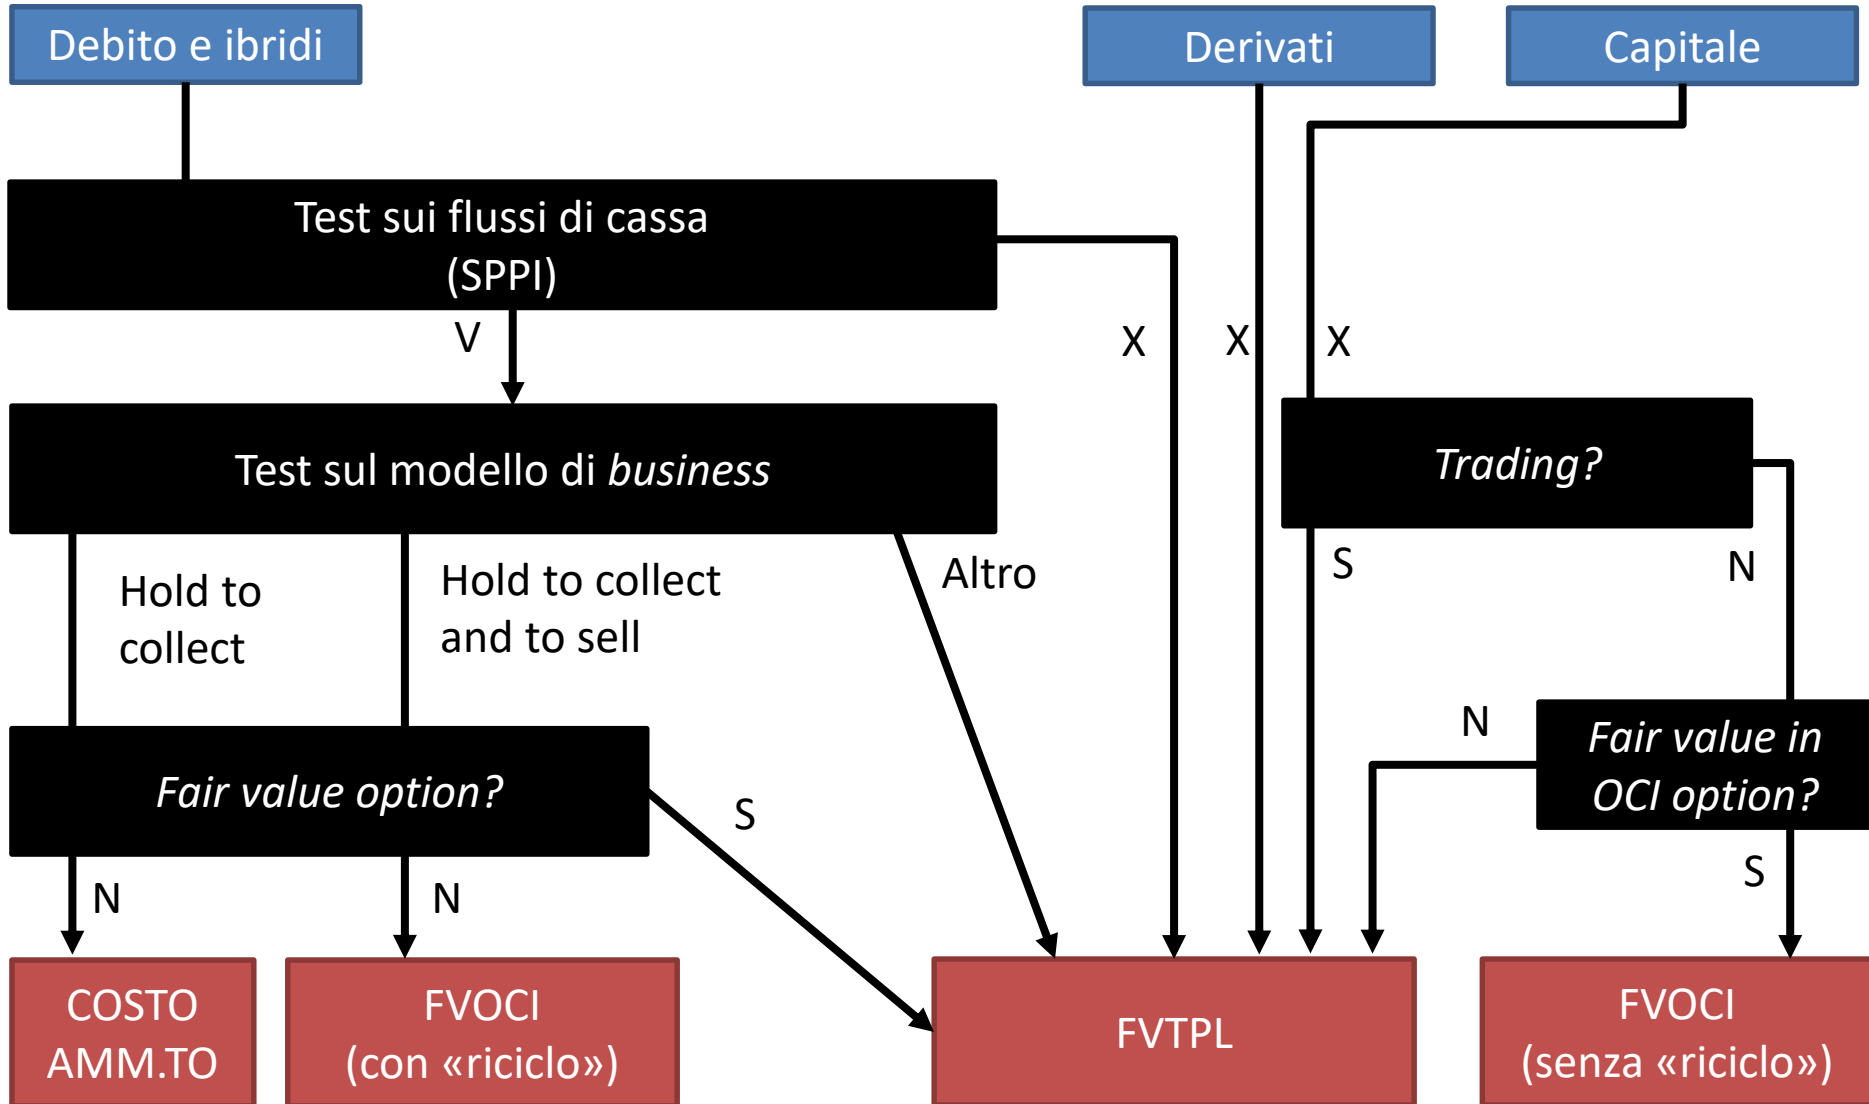 Debito e ibridi
Derivati
Capitale
Test sui flussi di cassa
(SPPI)
V
X
X
X
Test sul modello di business
Trading?
Hold to
collect
Hold to collect
and to sell
Altro
S
N
Fair value option?
S
N
Fair value in
OCI option?
N
N
S
COSTO
AMM.TO
FVOCI
(con «riciclo»)
FVTPL
FVOCI
(senza «riciclo»)